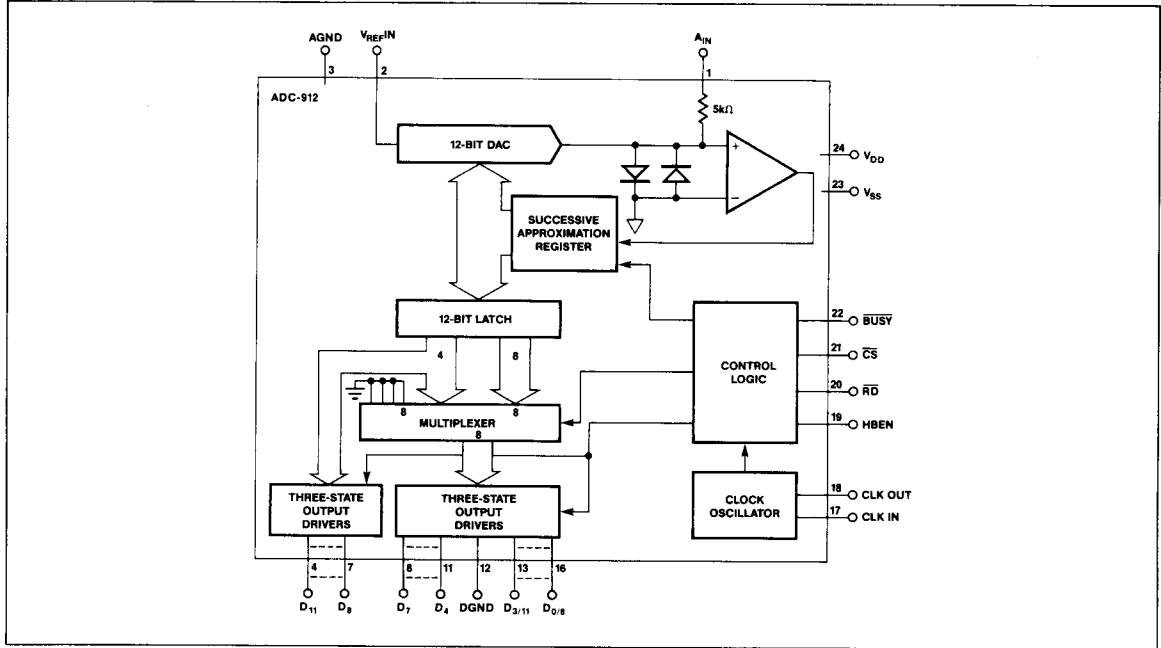 AGND
VREFIN
AIN
3
2
1
ADC-912
5kΩ
12-BIT DAC
+
−
24 VDD
23 VSS
SUCCESSIVE
APPROXIMATION
REGISTER
12-BIT LATCH
4
8
CONTROL
LOGIC
22 BUSY
21 CS
20 RD
19 HBEN
8
8
MULTIPLEXER
8
THREE-STATE
OUTPUT
DRIVERS
THREE-STATE
OUTPUT
DRIVERS
CLOCK
OSCILLATOR
18 CLK OUT
17 CLK IN
4
7
8
11
12
13
16
D11
D8
D7
D4
DGND
D3/11
D0/8